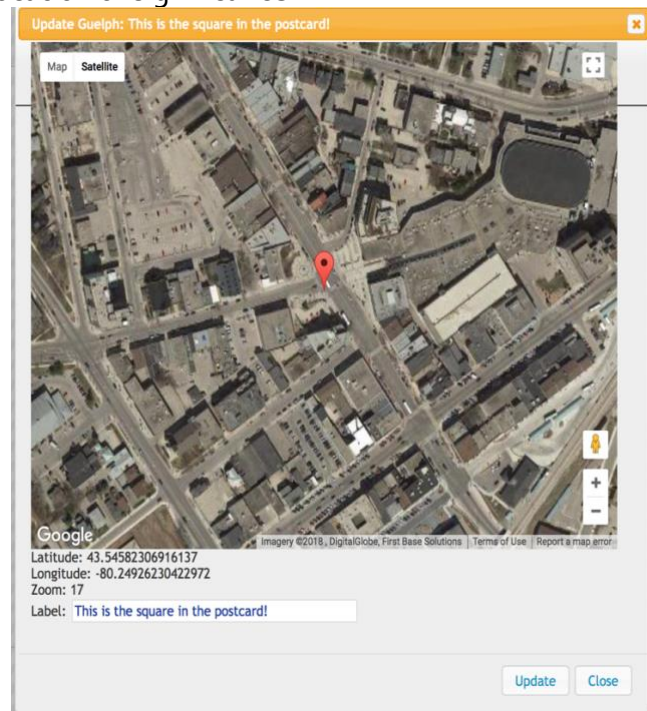 Update Guelph: This is the square in the postcard!
Map Satellite
Google
Imagery ©2018 , DigitalGlobe, First Base Solutions Terms of Use Report a map error
Latitude: 43.54582306916137
Longitude: -80.24926230422972
Zoom: 17
Label: This is the square in the postcard!
Update Close